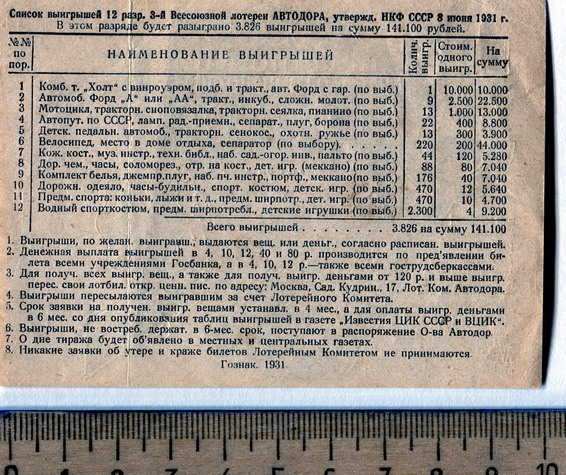 Список выигрышей 12 разр. 3-й Всесоюзной лотереи АВТОДОРА, утвержд. НКФ СССР 8 июня 1931 г.
В этом разряде будет разыграно 3.826 выигрышей на сумму 141.100 рублей.
№№ по пор. НАИМЕНОВАНИЕ ВЫИГРЫШЕЙ Колич. выигр. Стоим. одного выигр. На сумму
1 Комб. т. „Холт“ с винроуэром, подб. и тракт., авт. Форд с гар. (по выб.) 1 10.000 10.000
2 Автомоб. Форд „А“ или „АА“, тракт., инкуб., сложн. молот. (по выб.) 9 2.500 22.500
3 Мотоцикл, тракторн. сноповязалка, тракторн. сеялка, пианино (по выб.) 13 1.000 13.000
4 Автопут. по СССР, ламп. рад.-приемн., сепарат., плуг, борона (по выб.) 22 400 8.800
5 Детск. педальн. автомоб., тракторн. сенокос., охотн. ружье (по выб.) 13 300 3.900
6 Велосипед, место в доме отдыха, сепаратор (по выбору) 220 200 44.000
7 Кож. кост., муз. инстр., техн. библ., наб. сад.-огор. инв., пальто (по выб.) 44 120 5.280
8 Дор. чем., часы, соломорез., отр. на кост., дет. игр. (меккано) (по выб.) 88 80 7.040
9 Комплект белья, джемпр, плуг, наб. пч. инстр., портф., меккано (по выб.) 176 40 7.040
10 Дорожн. одеяло, часы-будильн., спорт. костюм, детск. игр. (по выб.) 470 12 5.640
11 Предм. спорта: коньки, лыжи и т. д., предм. ширпотр., дет. игр. (по выб.) 470 10 4.700
12 Водный спорткостюм, предм. ширпотребл., детские игрушки (по выб.) 2.300 4 9.200
Всего выигрышей 3.826 на сумму 141.100
1. Выигрыши, по желан. выигравш., выдаются вещ. или деньг., согласно расписан. выигрышей.
2. Денежная выплата выигрышей в 4, 10, 12, 40 и 80 р. производится по пред'явлении би-
лета всеми учреждениями Госбанка, в 4, 10, 12 р.—также всеми гострудсберкассами.
3. Для получ. всех выигр. вещ., а также для получ. выигр. деньгами от 120 р. и выше выигр.
перес. свои лотбил. откр. ценн. пис. по адресу: Москва, Сад. Кудрин., 17, Лот. Ком. Автодора.
4. Выигрыши пересылаются выигравшим за счет Лотерейного Комитета.
5. Срок заявки на получен. выигр. вещами устанавл. в 4 мес., а для оплаты выигр. деньгами
в 6 мес. со дня опубликования таблиц выигрышей в газете „Известия ЦИК СССР и ВЦИК“.
6. Выигрыши, не востреб. держат. в 6-мес. срок, поступают в распоряжение О-ва Автодор.
7. О дне тиража будет об'явлено в местных и центральных газетах.
8. Никакие заявки об утере и краже билетов Лотерейным Комитетом не принимаются
Гознак. 1931
0 1 2 3 4 5 6 7 8 9 10